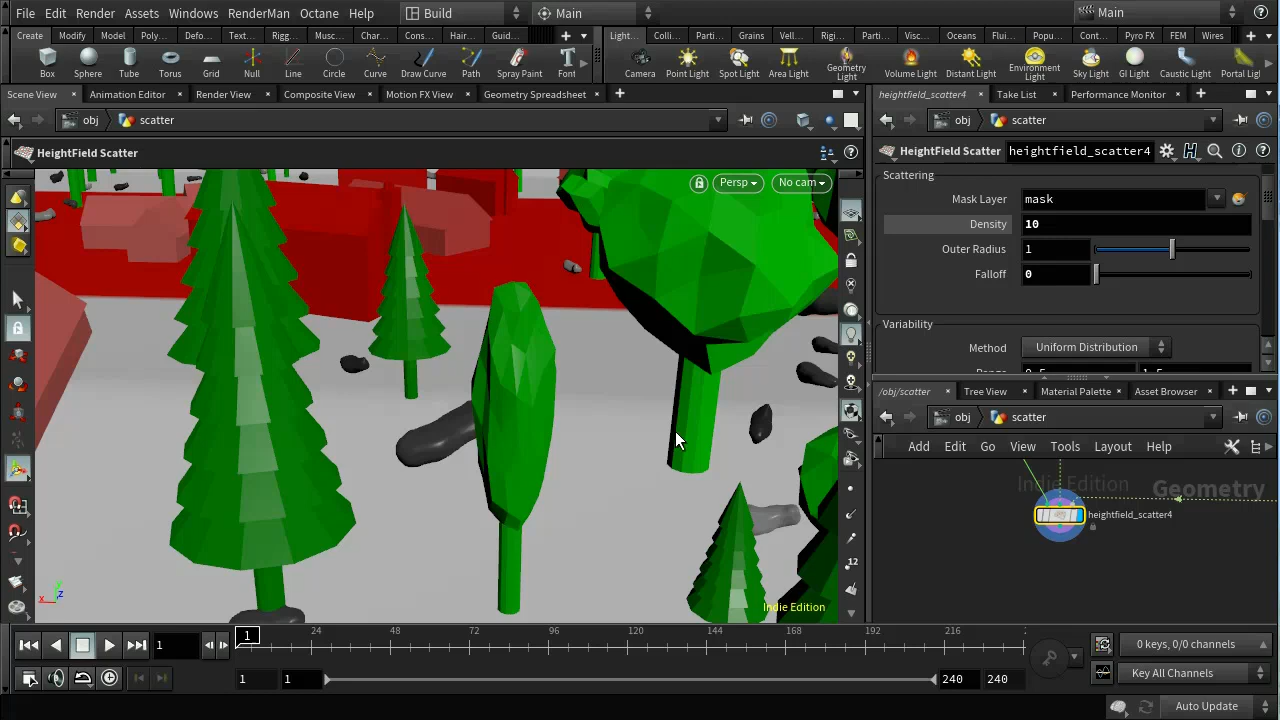 File Edit Render Assets Windows RenderMan Octane Help Build Main Main
Create Modify Model Poly... Defo... Text... Rigg... Musc... Char... Cons... Hair... Guid... Light... Colli... Parti... Grains Vell... Rigi... Parti... Visc... Oceans Flui... Popu... Cont... Pyro FX FEM Wires
Box Sphere Tube Torus Grid Null Line Circle Curve Draw Curve Path Spray Paint Font Camera Point Light Spot Light Area Light Geometry Light Volume Light Distant Light Environment Light Sky Light GI Light Caustic Light Portal Lig
Scene View Animation Editor Render View Composite View Motion FX View Geometry Spreadsheet heightfield_scatter4 Take List Performance Monitor
obj scatter obj scatter
HeightField Scatter HeightField Scatter heightfield_scatter4
Persp No cam
Scattering
Mask Layer mask
Density 10
Outer Radius 1
Falloff 0
Variability
Method Uniform Distribution
/obj/scatter Tree View Material Palette Asset Browser
obj scatter
Add Edit Go View Tools Layout Help
Indie Edition Geometry
heightfield_scatter4
12
x y z
Indie Edition
1 1 24 48 72 96 120 144 168 192 216
0 keys, 0/0 channels
1 1 240 240 Key All Channels
Auto Update